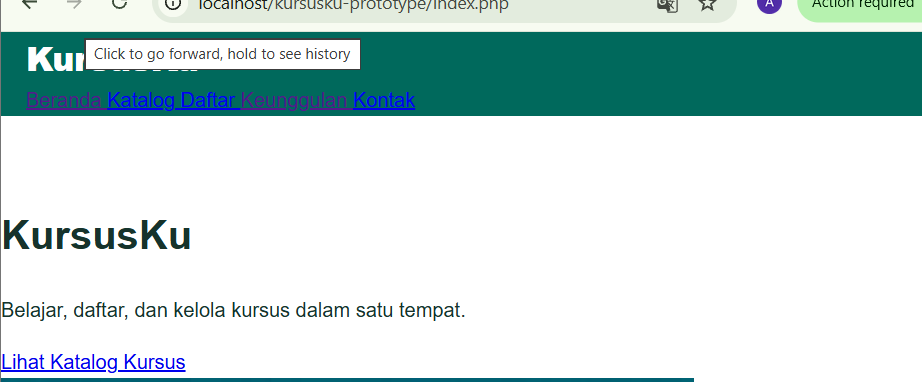 localhost/kursusku-prototype/index.php
A
Action required
Click to go forward, hold to see history
Beranda Katalog Daftar Keunggulan Kontak
KursusKu
Belajar, daftar, dan kelola kursus dalam satu tempat.
Lihat Katalog Kursus